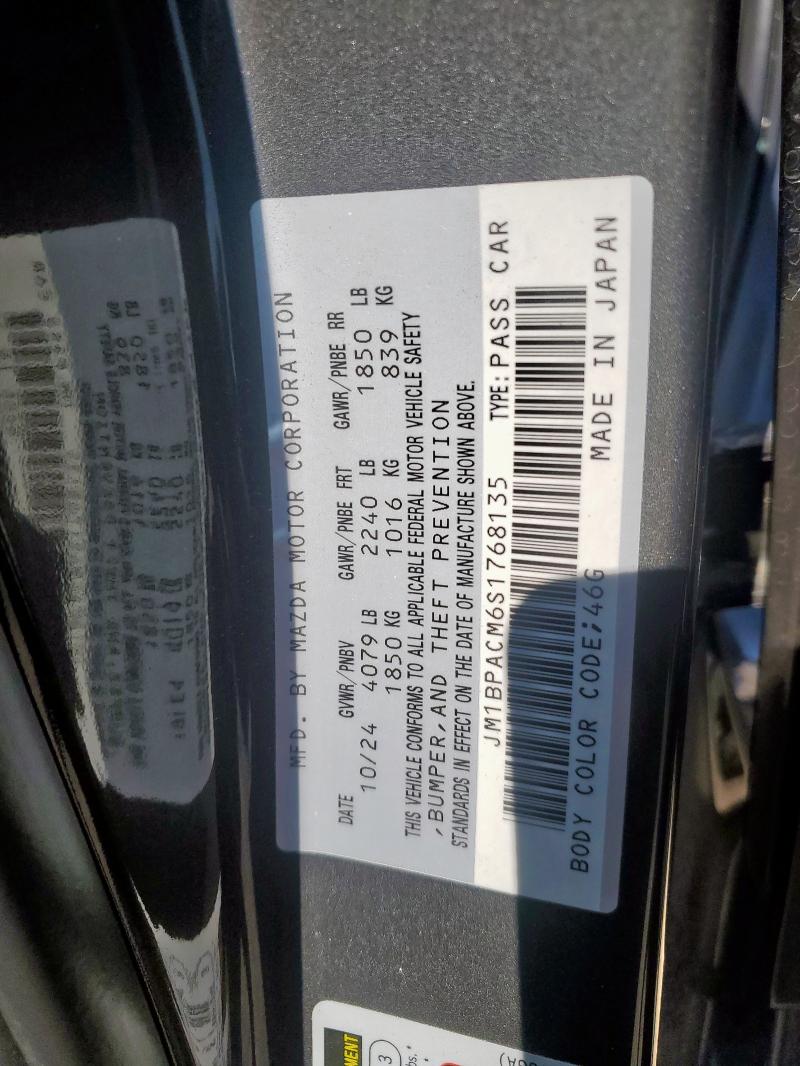 MFD. BY MAZDA MOTOR CORPORATION
DATE GVWR/PNBV GAWR/PNBE FRT GAWR/PNBE RR
10/24 4079 LB 2240 LB 1850 LB
1850 KG 1016 KG 839 KG
THIS VEHICLE CONFORMS TO ALL APPLICABLE FEDERAL MOTOR VEHICLE SAFETY
,BUMPER,AND THEFT PREVENTION
STANDARDS IN EFFECT ON THE DATE OF MANUFACTURE SHOWN ABOVE.
JM1BPACM6S1768135 TYPE:PASS CAR
BODY COLOR CODE;46G MADE IN JAPAN
3